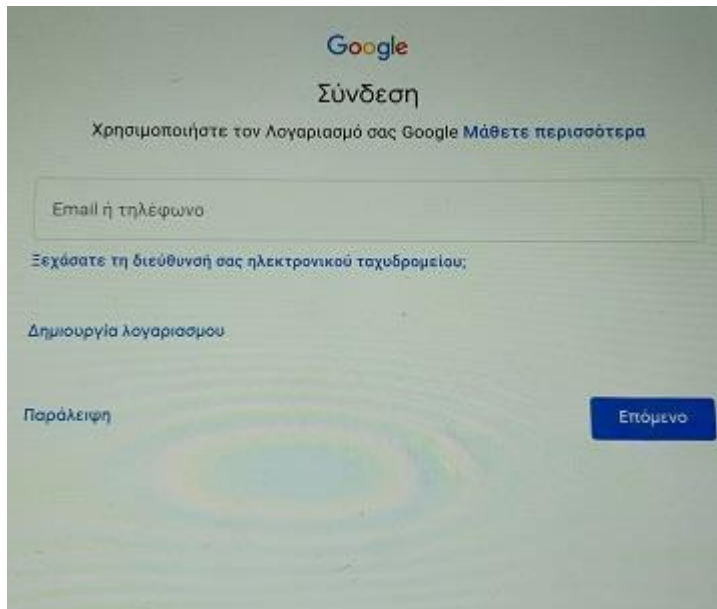 Google
Σύνδεση
Χρησιμοποιήστε τον Λογαριασμό σας Google Μάθετε περισσότερα
Email ή τηλέφωνο
Ξεχάσατε τη διεύθυνσή σας ηλεκτρονικού ταχυδρομείου;
Δημιουργία λογαριασμου
Παράλειψη
Επόμενο